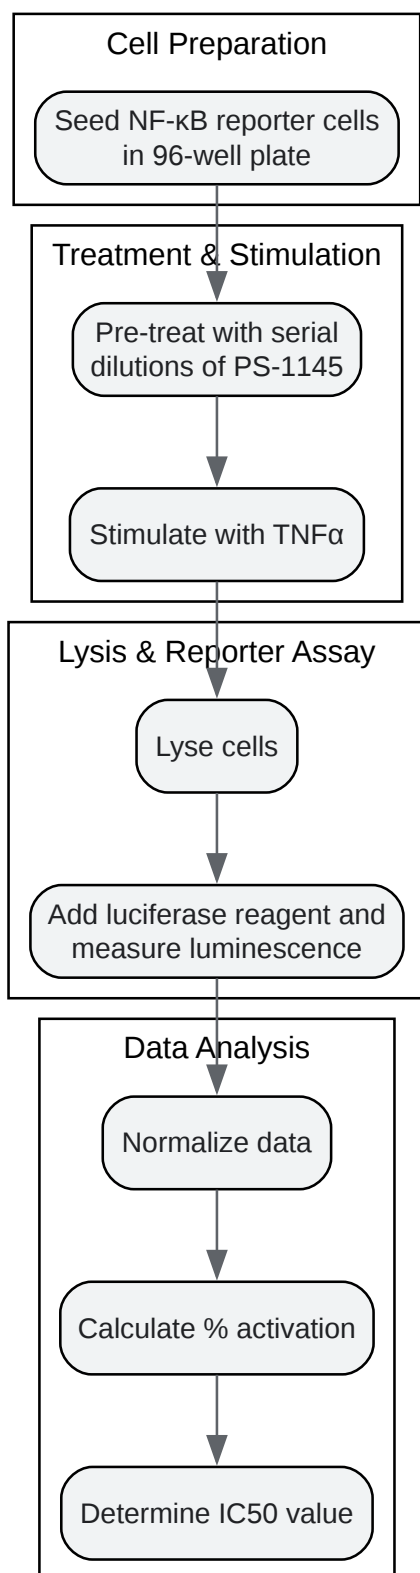 Cell Preparation
Seed NF-κB reporter cells
in 96-well plate
Treatment & Stimulation
Pre-treat with serial
dilutions of PS-1145
Stimulate with TNFα
Lysis & Reporter Assay
Lyse cells
Add luciferase reagent and
measure luminescence
Data Analysis
Normalize data
Calculate % activation
Determine IC50 value